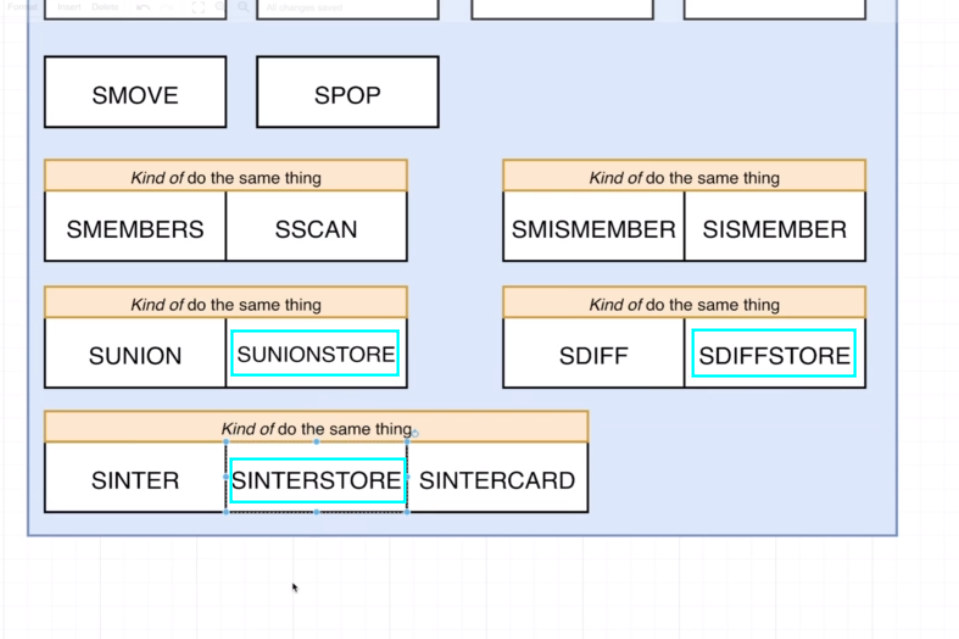 Format Insert Delete All changes saved
SMOVE SPOP
Kind of do the same thing Kind of do the same thing
SMEMBERS SSCAN SMISMEMBER SISMEMBER
Kind of do the same thing Kind of do the same thing
SUNION SUNIONSTORE SDIFF SDIFFSTORE
Kind of do the same thing
SINTER SINTERSTORE SINTERCARD